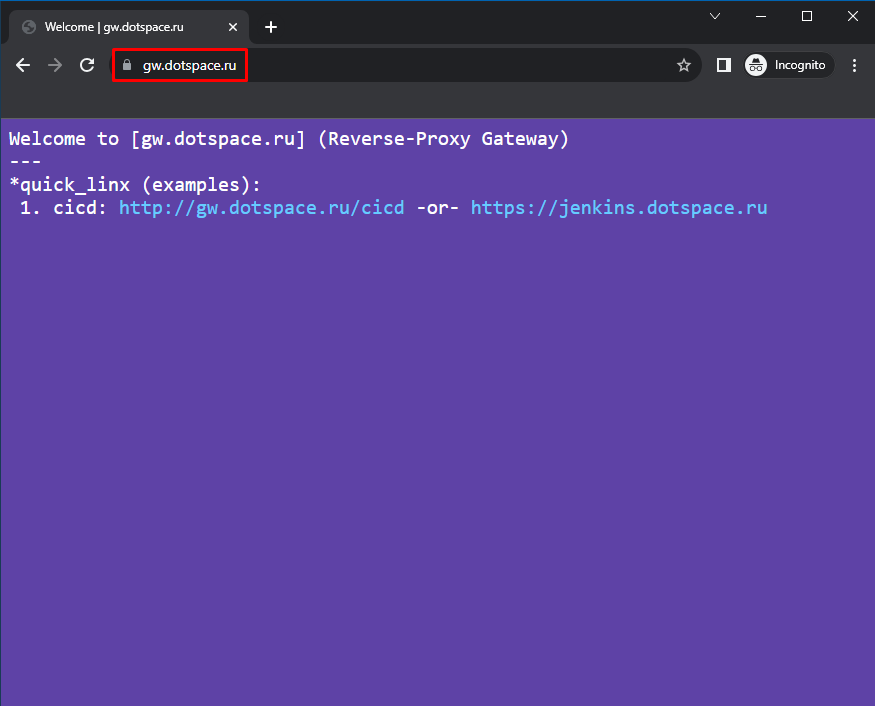 Welcome | gw.dotspace.ru
gw.dotspace.ru
Incognito
Welcome to [gw.dotspace.ru] (Reverse-Proxy Gateway)
---
*quick_linx (examples):
1. cicd: http://gw.dotspace.ru/cicd -or- https://jenkins.dotspace.ru